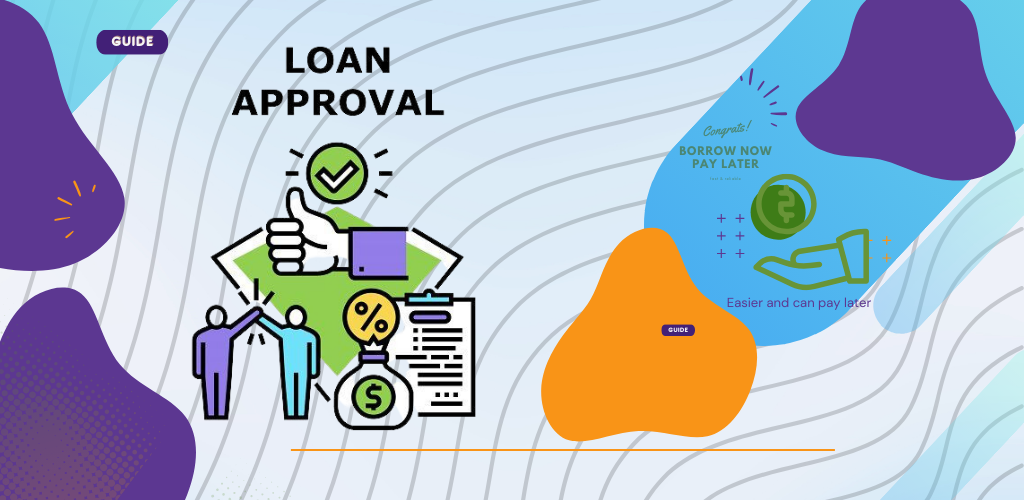 GUIDE
LOAN
APPROVAL
Congrats!
BORROW NOW
PAY LATER
Easier and can pay later
GUIDE